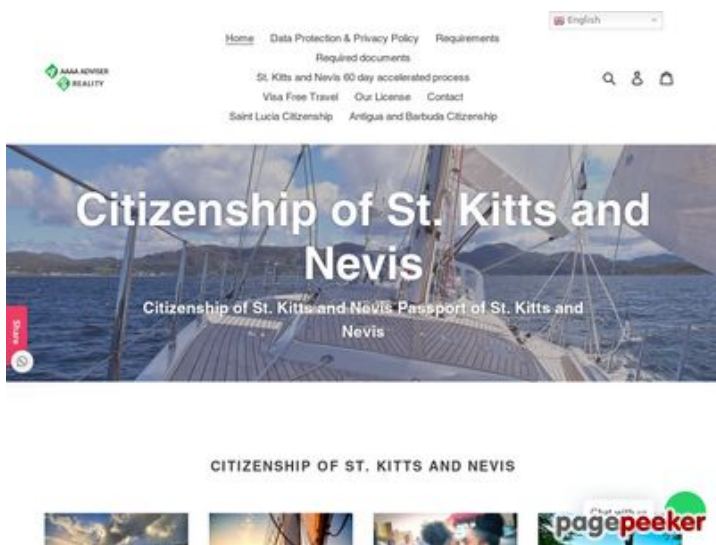 English
Home Data Protection & Privacy Policy Requirements
Required documents
AAAA ADVISER
REALITY
St. Kitts and Nevis 60 day accelerated process
Visa Free Travel Our License Contact
Saint Lucia Citizenship Antigua and Barbuda Citizenship
Citizenship of St. Kitts and
Nevis
Citizenship of St. Kitts and Nevis Passport of St. Kitts and
Nevis
Share
CITIZENSHIP OF ST. KITTS AND NEVIS
Chat with us
pagepeeker